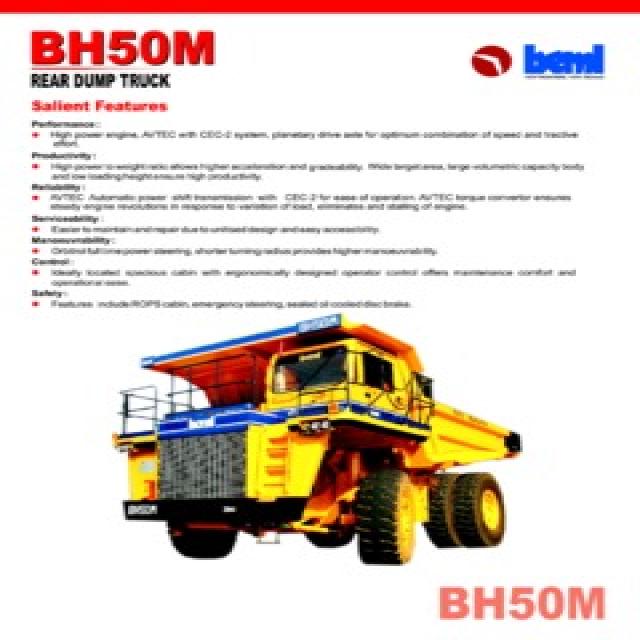 BH50M
beml
REAR DUMP TRUCK
Salient Features
Performance:
High power engine, AVTEC with CEC-2 system, planetary drive axle for optimum combination of speed and tractive
effort.
Productivity:
High power to weight ratio allows higher acceleration and gradeability. Wide target area, large volumetric capacity body
and low loading height ensure high productivity.
Reliability:
AVTEC Automatic power shift transmission with CEC-2 for ease of operation. AVTEC torque convertor ensures
steady engine revolutions in response to variation of load, eliminates and stalling of engine.
Serviceability:
Easier to maintain and repair due to unitised design and easy accessibility.
Manoeuvrability:
Orbitrol full time power steering, shorter turning radius provides higher manoeuvrability.
Control:
Ideally located spacious cabin with ergonomically designed operator control offers maintenance comfort and
operational ease.
Safety:
Features include ROPS cabin, emergency steering, sealed oil cooled disc brake.
BH50M
beml
beml
BH50M
BH50M